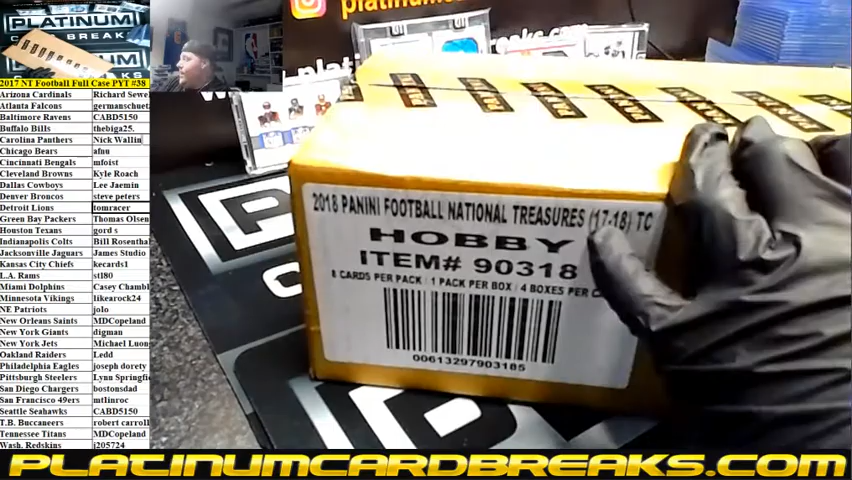 PLATINUM
CARD BREAK
2017 NT Football Full Case PYT #38
Arizona Cardinals Richard Sewe
Atlanta Falcons germanschuetz
Baltimore Ravens CABD5150
Buffalo Bills thebiga25.
Carolina Panthers Nick Wallin
Chicago Bears afnu
Cincinnati Bengals mfoist
Cleveland Browns Kyle Roach
Dallas Cowboys Lee Jaemin
Denver Broncos steve peters
Detroit Lions tomracer
Green Bay Packers Thomas Olsen
Houston Texans gord s
Indianapolis Colts Bill Rosentha
Jacksonville Jaguars James Studio
Kansas City Chiefs kecards1
L.A. Rams stl80
Miami Dolphins Casey Chambl
Minnesota Vikings likearock24
NE Patriots jolo
New Orleans Saints MDCopeland
New York Giants digman
New York Jets Michael Luong
Oakland Raiders Ledd
Philadelphia Eagles joseph dorety
Pittsburgh Steelers Lynn Springfi
San Diego Chargers bostonsdad
San Francisco 49ers mtlinroc
Seattle Seahawks CABD5150
T.B. Buccaneers robert carroll
Tennessee Titans MDCopeland
Wash. Redskins j205724
2018 PANINI FOOTBALL NATIONAL TREASURES (17-18) TC
HOBBY
ITEM# 90318
8 CARDS PER PACK / 1 PACK PER BOX / 4 BOXES PER
00613297903185
PLATINUMCARDBREAKS.COM